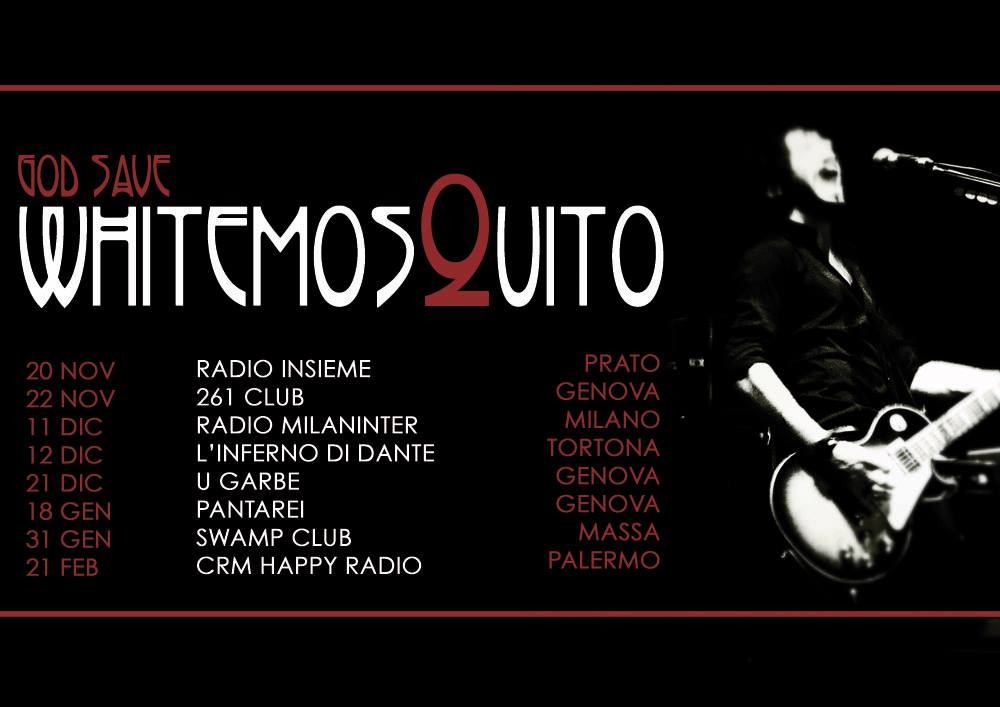 GOD SAVE
WHITEMOSQUITO
20 NOV RADIO INSIEME PRATO
22 NOV 261 CLUB GENOVA
11 DIC RADIO MILANINTER MILANO
12 DIC L'INFERNO DI DANTE TORTONA
21 DIC U GARBE GENOVA
18 GEN PANTAREI GENOVA
31 GEN SWAMP CLUB MASSA
21 FEB CRM HAPPY RADIO PALERMO